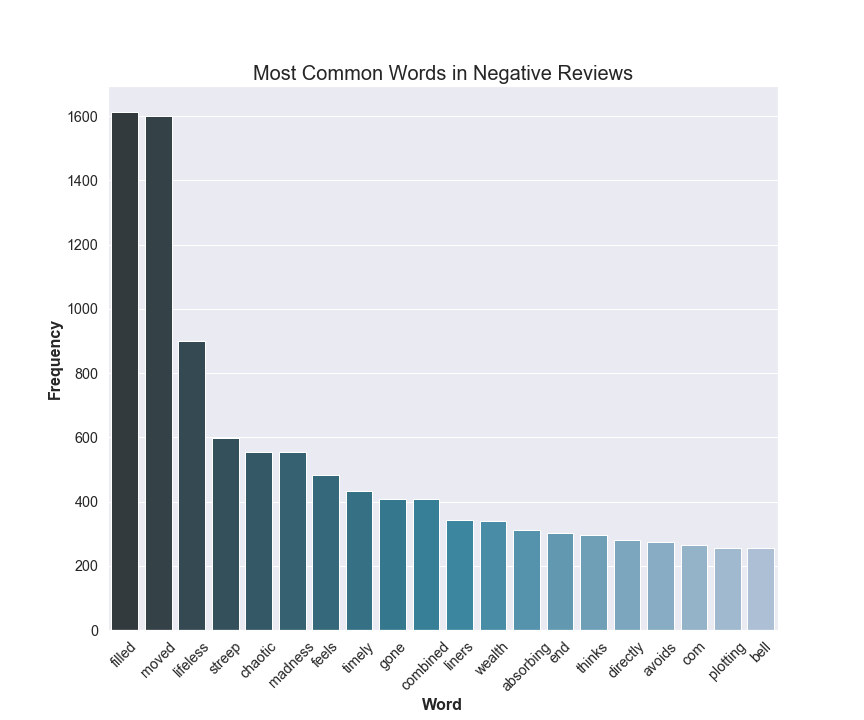 Most Common Words in Negative Reviews
1600
1400
1200
1000
800
600
400
200
0
Frequency
filled moved lifeless streep chaotic madness feels timely gone combined liners wealth absorbing end thinks directly avoids com plotting bell
Word